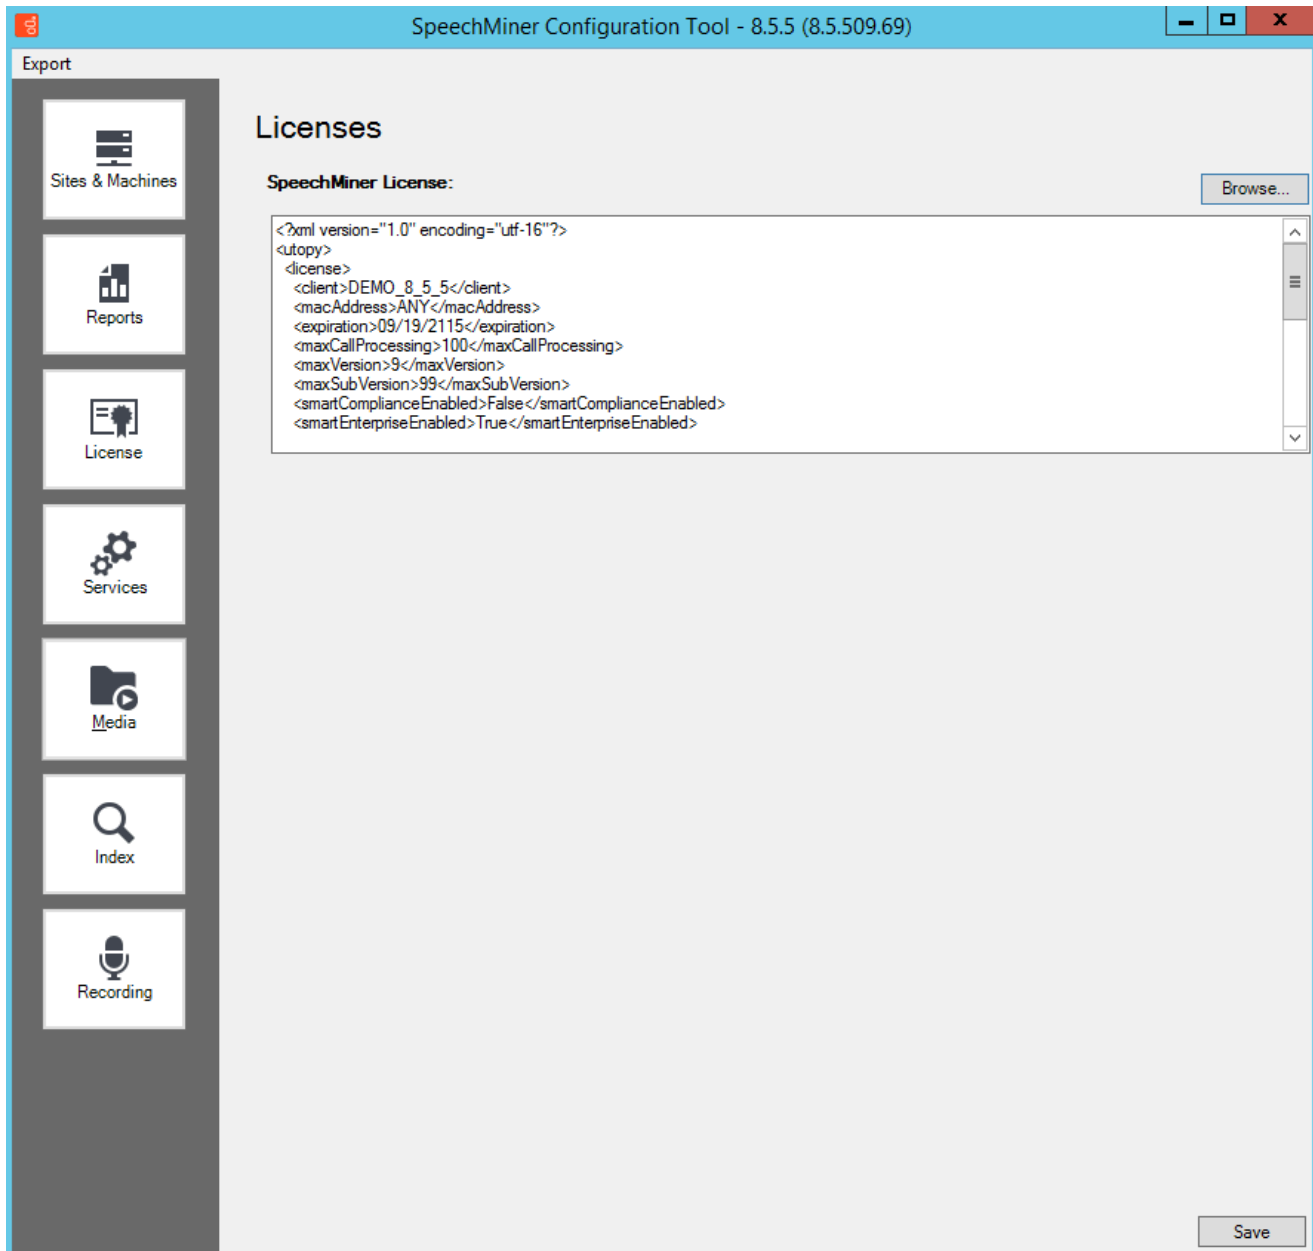 SpeechMiner Configuration Tool - 8.5.5 (8.5.509.69)
Export
Sites & Machines
Reports
License
Services
Media
Index
Recording
Licenses
SpeechMiner License:
Browse...
<?xml version="1.0" encoding="utf-16"?>
<utopy>
<license>
<client>DEMO_8_5_5</client>
<macAddress>ANY</macAddress>
<expiration>09/19/2115</expiration>
<maxCallProcessing>100</maxCallProcessing>
<maxVersion>9</maxVersion>
<maxSubVersion>99</maxSubVersion>
<smartComplianceEnabled>False</smartComplianceEnabled>
<smartEnterpriseEnabled>True</smartEnterpriseEnabled>
Save